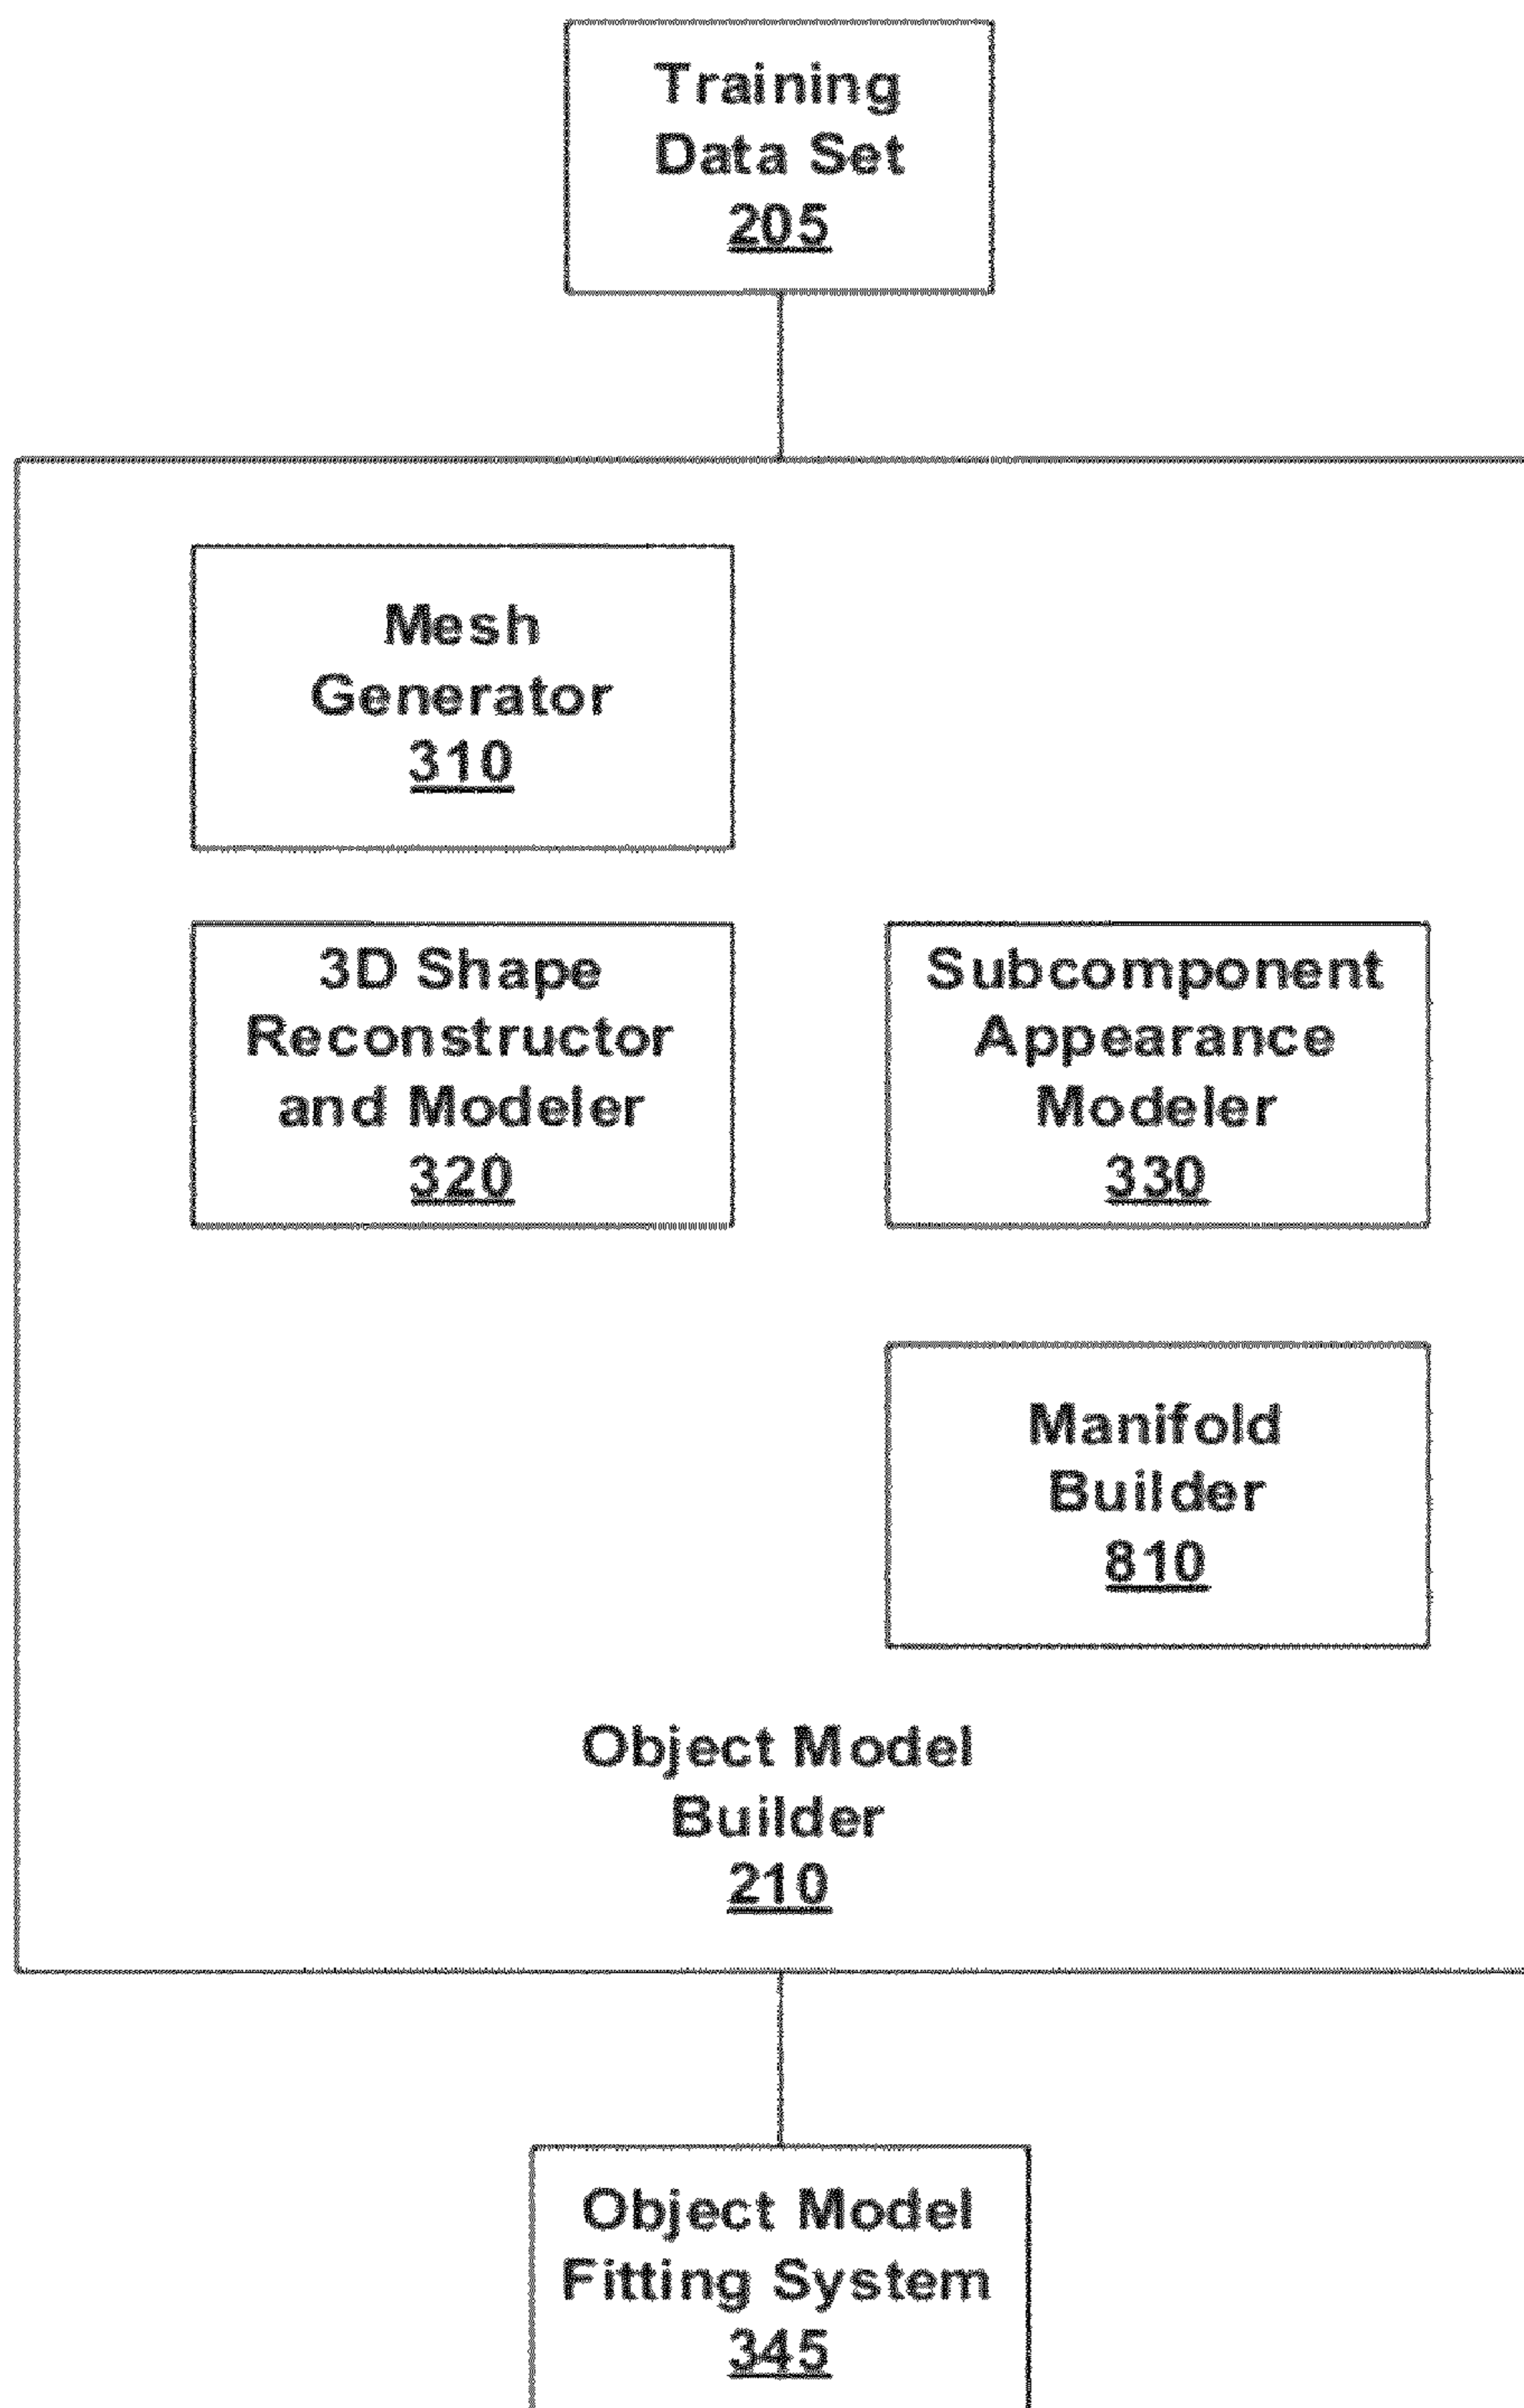 Training
Data Set
205
Mesh
Generator
310
3D Shape
Reconstructor
and Modeler
320
Subcomponent
Appearance
Modeler
330
Manifold
Builder
810
Object Model
Builder
210
Object Model
Fitting System
345